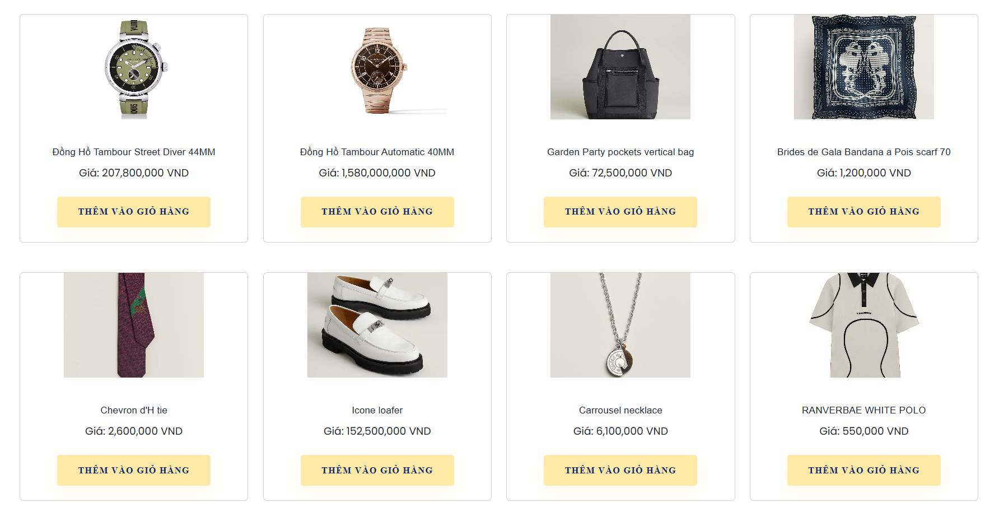 Đồng Hồ Tambour Street Diver 44MM
Giá: 207,800,000 VND
THÊM VÀO GIỎ HÀNG
Đồng Hồ Tambour Automatic 40MM
Giá: 1,580,000,000 VND
THÊM VÀO GIỎ HÀNG
Garden Party pockets vertical bag
Giá: 72,500,000 VND
THÊM VÀO GIỎ HÀNG
Brides de Gala Bandana a Pois scarf 70
Giá: 1,200,000 VND
THÊM VÀO GIỎ HÀNG
Chevron d'H tie
Giá: 2,600,000 VND
THÊM VÀO GIỎ HÀNG
Icone loafer
Giá: 152,500,000 VND
THÊM VÀO GIỎ HÀNG
Carrousel necklace
Giá: 6,100,000 VND
THÊM VÀO GIỎ HÀNG
RANVERBAE WHITE POLO
Giá: 550,000 VND
THÊM VÀO GIỎ HÀNG